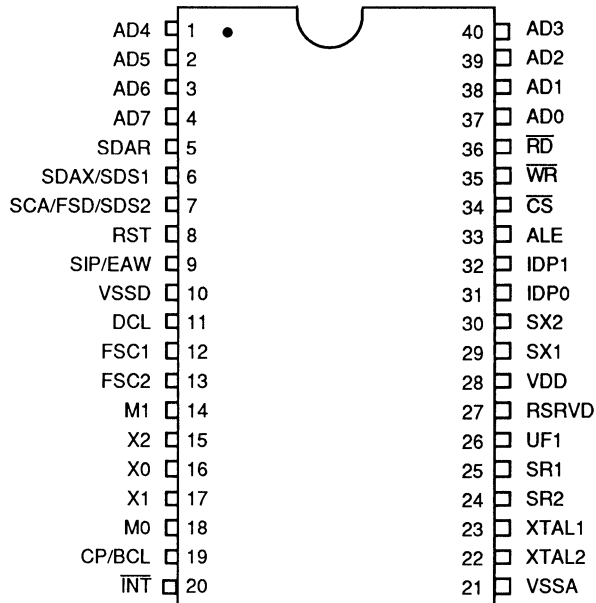 AD4 1 40 AD3
AD5 2 39 AD2
AD6 3 38 AD1
AD7 4 37 AD0
SDAR 5 36 R̅D̅
SDAX/SDS1 6 35 W̅R̅
SCA/FSD/SDS2 7 34 C̅S̅
RST 8 33 ALE
SIP/EAW 9 32 IDP1
VSSD 10 31 IDP0
DCL 11 30 SX2
FSC1 12 29 SX1
FSC2 13 28 VDD
M1 14 27 RSRVD
X2 15 26 UF1
X0 16 25 SR1
X1 17 24 SR2
M0 18 23 XTAL1
CP/BCL 19 22 XTAL2
I̅N̅T̅ 20 21 VSSA